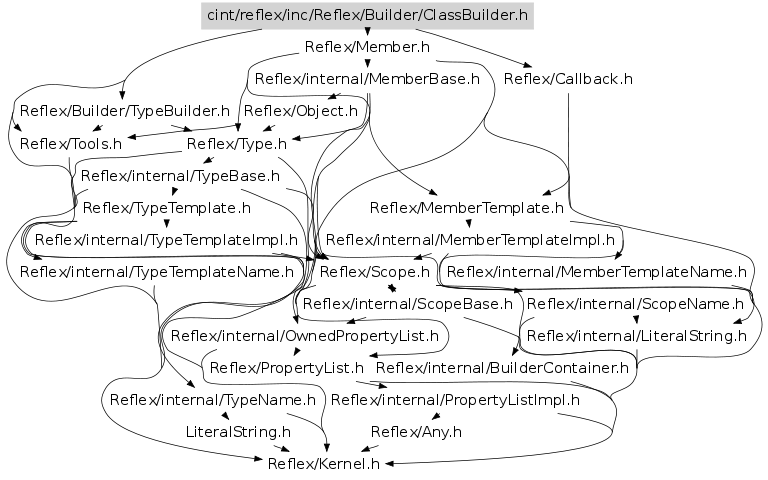 cint/reflex/inc/Reflex/Builder/ClassBuilder.h
Reflex/Member.h
Reflex/internal/MemberBase.h
Reflex/Callback.h
Reflex/Builder/TypeBuilder.h
Reflex/Object.h
Reflex/Tools.h
Reflex/Type.h
Reflex/internal/TypeBase.h
Reflex/TypeTemplate.h
Reflex/MemberTemplate.h
Reflex/internal/TypeTemplateImpl.h
Reflex/internal/MemberTemplateImpl.h
Reflex/internal/TypeTemplateName.h
Reflex/Scope.h
Reflex/internal/MemberTemplateName.h
Reflex/internal/ScopeBase.h
Reflex/internal/ScopeName.h
Reflex/internal/OwnedPropertyList.h
Reflex/internal/LiteralString.h
Reflex/PropertyList.h
Reflex/internal/BuilderContainer.h
Reflex/internal/TypeName.h
Reflex/internal/PropertyListImpl.h
LiteralString.h
Reflex/Any.h
Reflex/Kernel.h